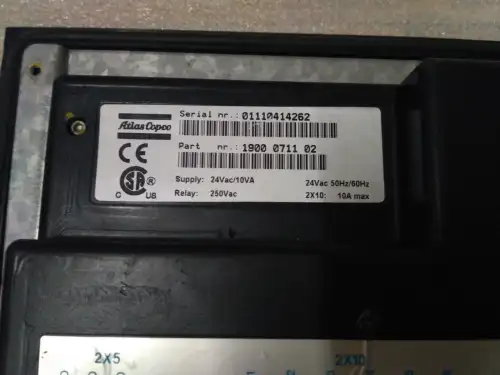 Atlas Copco
Serial nr.: 01110414262
Part nr.: 1900 0711 02
CE
C US
Supply: 24Vac/10VA 24Vac 50Hz/60Hz
Relay: 250Vac 2X10: 10A max
2X5 2X10